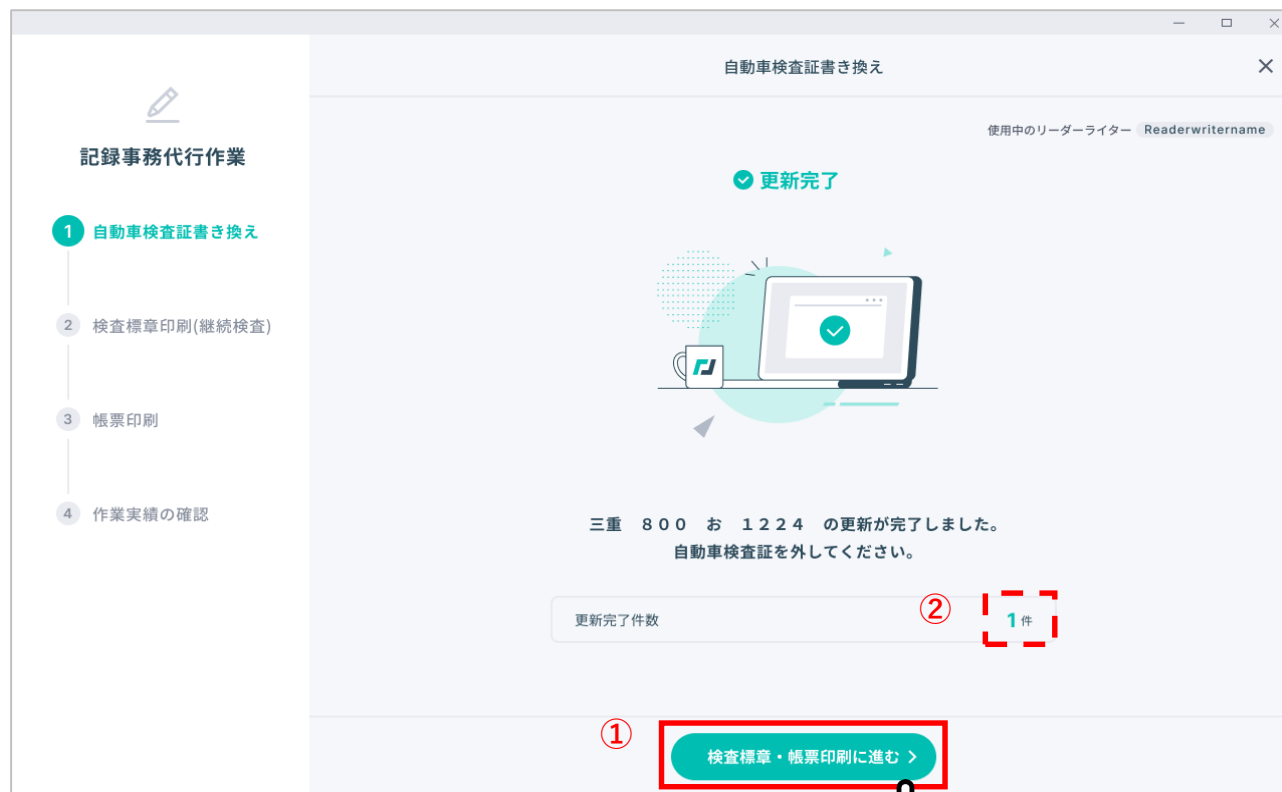 自動車検査証書き換え
使用中のリーダーライター Readerwritername
記録事務代行作業
1 自動車検査証書き換え
2 検査標章印刷(継続検査)
3 帳票印刷
4 作業実績の確認
更新完了
三重　８００　お　１２２４　の更新が完了しました。
自動車検査証を外してください。
更新完了件数 ② 1件
①
検査標章・帳票印刷に進む